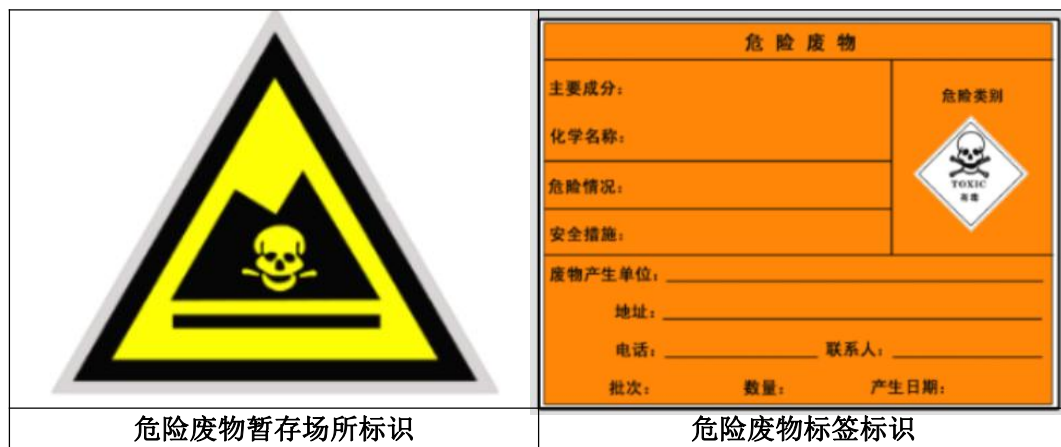 危险废物
主要成分：
危险类别
化学名称：
TOXIC
有毒
危险情况：
安全措施：
废物产生单位：
地址：
电话： 联系人：
批次： 数量： 产生日期：
危险废物暂存场所标识 危险废物标签标识